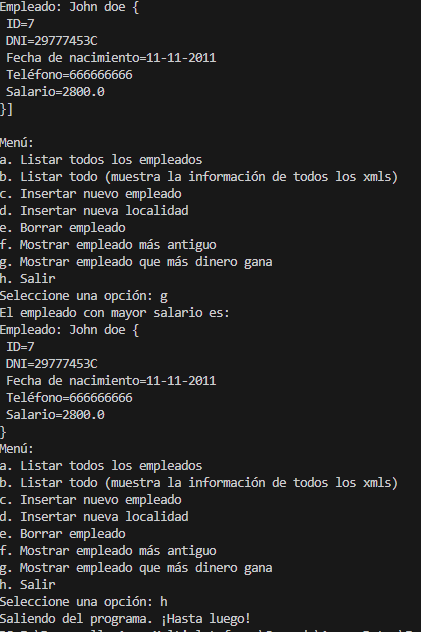 Empleado: John doe {
ID=7
DNI=29777453C
Fecha de nacimiento=11-11-2011
Teléfono=666666666
Salario=2800.0
}]
Menú:
a. Listar todos los empleados
b. Listar todo (muestra la información de todos los xmls)
c. Insertar nuevo empleado
d. Insertar nueva localidad
e. Borrar empleado
f. Mostrar empleado más antiguo
g. Mostrar empleado que más dinero gana
h. Salir
Seleccione una opción: g
El empleado con mayor salario es:
Empleado: John doe {
ID=7
DNI=29777453C
Fecha de nacimiento=11-11-2011
Teléfono=666666666
Salario=2800.0
}
Menú:
a. Listar todos los empleados
b. Listar todo (muestra la información de todos los xmls)
c. Insertar nuevo empleado
d. Insertar nueva localidad
e. Borrar empleado
f. Mostrar empleado más antiguo
g. Mostrar empleado que más dinero gana
h. Salir
Seleccione una opción: h
Saliendo del programa. ¡Hasta luego!